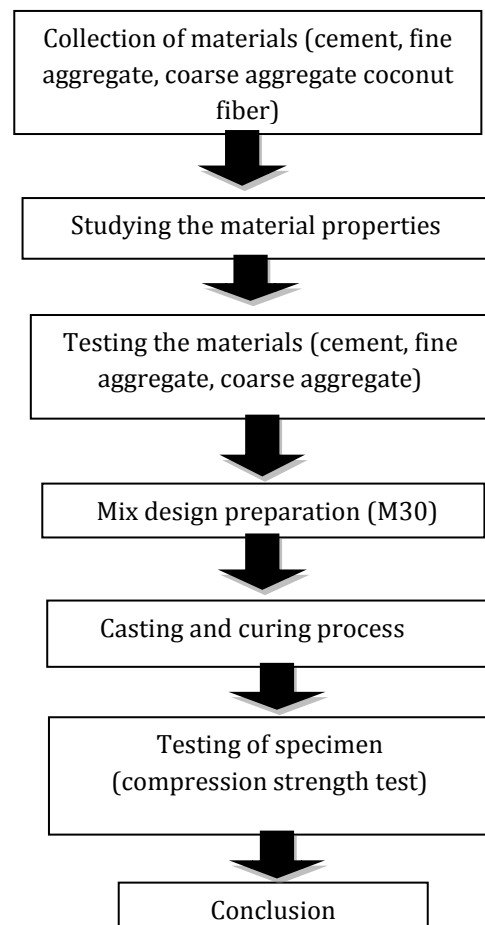 Collection of materials (cement, fine
aggregate, coarse aggregate coconut
fiber)
Studying the material properties
Testing the materials (cement, fine
aggregate, coarse aggregate)
Mix design preparation (M30)
Casting and curing process
Testing of specimen
(compression strength test)
Conclusion